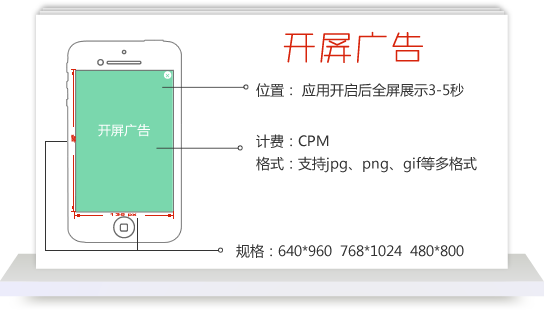 开屏广告
位置： 应用开启后全屏展示3-5秒
开屏广告
计费：CPM
格式：支持jpg、png、gif等多格式
规格：640*960 768*1024 480*800